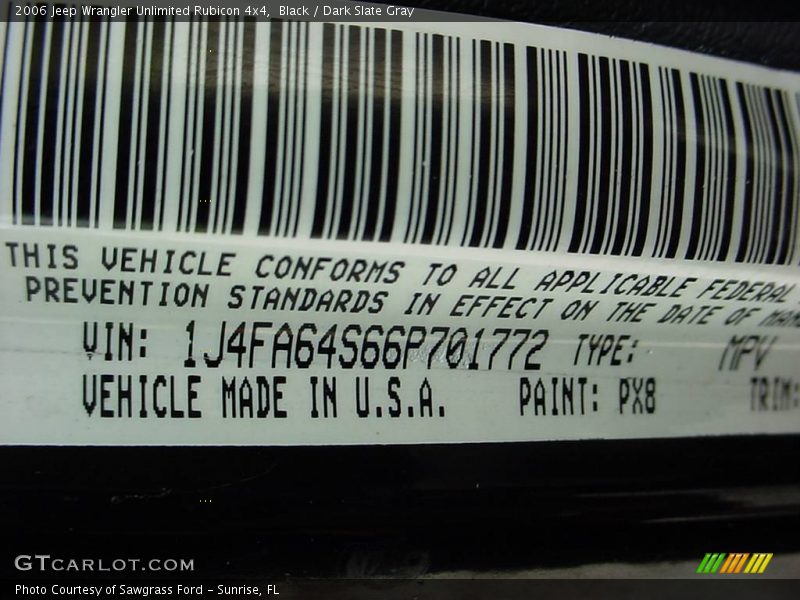 2006 Jeep Wrangler Unlimited Rubicon 4x4, Black / Dark Slate Gray
THIS VEHICLE CONFORMS TO ALL APPLICABLE FEDERAL
PREVENTION STANDARDS IN EFFECT ON THE DATE OF
VIN: 1J4FA64S66P701772 TYPE: MPV
VEHICLE MADE IN U.S.A. PAINT: PX8 TRIM:
GTCARLOT.COM
Photo Courtesy of Sawgrass Ford - Sunrise, FL